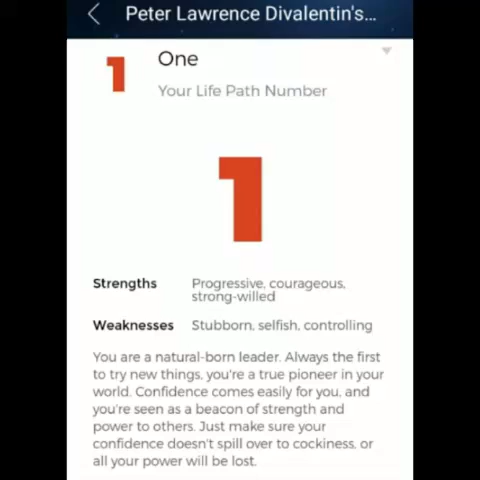 Peter Lawrence Divalentin's...
1
One
Your Life Path Number
1
Strengths Progressive, courageous,
strong-willed
Weaknesses Stubborn, selfish, controlling
You are a natural-born leader. Always the first
to try new things, you're a true pioneer in your
world. Confidence comes easily for you, and
you're seen as a beacon of strength and
power to others. Just make sure your
confidence doesn't spill over to cockiness, or
all your power will be lost.